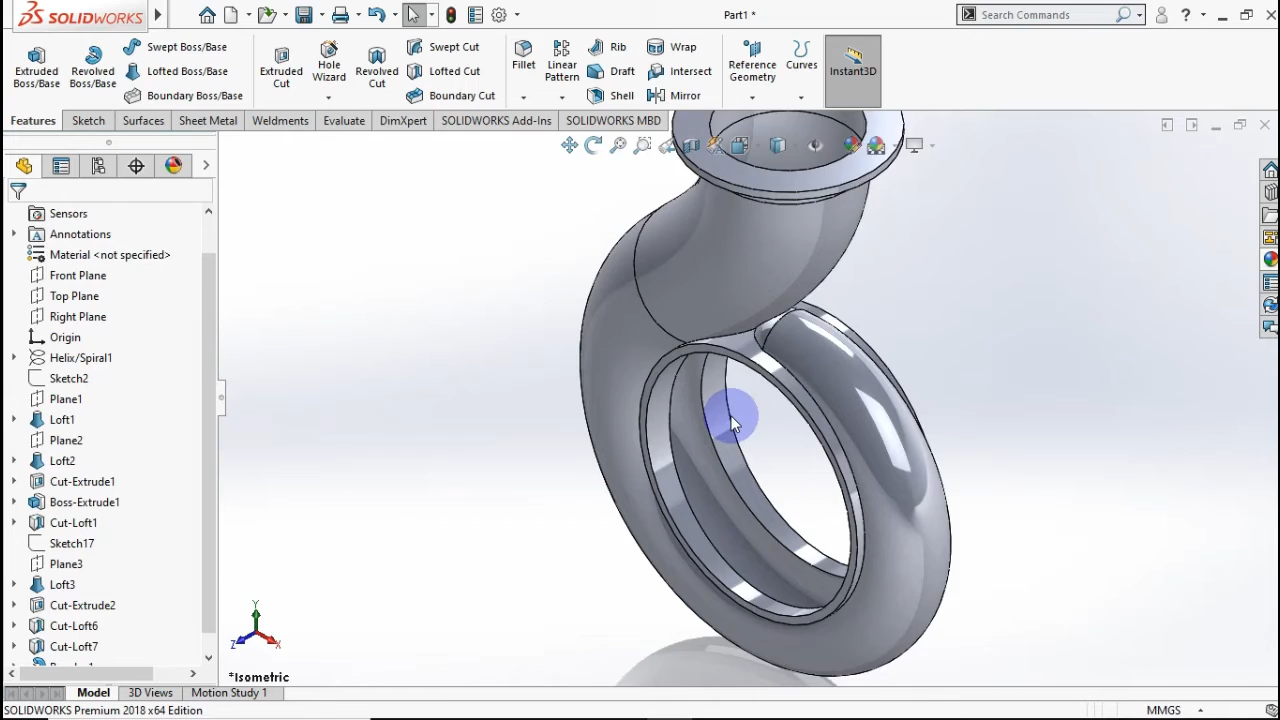 SOLIDWORKS
Part1 *
Search Commands
?
Extruded Boss/Base
Revolved Boss/Base
Swept Boss/Base
Lofted Boss/Base
Boundary Boss/Base
Extruded Cut
Hole Wizard
Revolved Cut
Swept Cut
Lofted Cut
Boundary Cut
Fillet
Linear Pattern
Rib
Draft
Shell
Wrap
Intersect
Mirror
Reference Geometry
Curves
Instant3D
Features
Sketch
Surfaces
Sheet Metal
Weldments
Evaluate
DimXpert
SOLIDWORKS Add-Ins
SOLIDWORKS MBD
Sensors
Annotations
Material <not specified>
Front Plane
Top Plane
Right Plane
Origin
Helix/Spiral1
Sketch2
Plane1
Loft1
Plane2
Loft2
Cut-Extrude1
Boss-Extrude1
Cut-Loft1
Sketch17
Plane3
Loft3
Cut-Extrude2
Cut-Loft6
Cut-Loft7
Y
Z
X
*Isometric
Model
3D Views
Motion Study 1
SOLIDWORKS Premium 2018 x64 Edition
MMGS